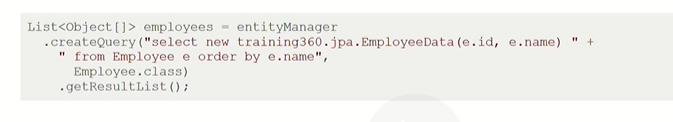 List<Object[]> employees = entityManager
.createQuery("select new training360.jpa.EmployeeData(e.id, e.name) " +
" from Employee e order by e.name",
Employee.class)
.getResultList();